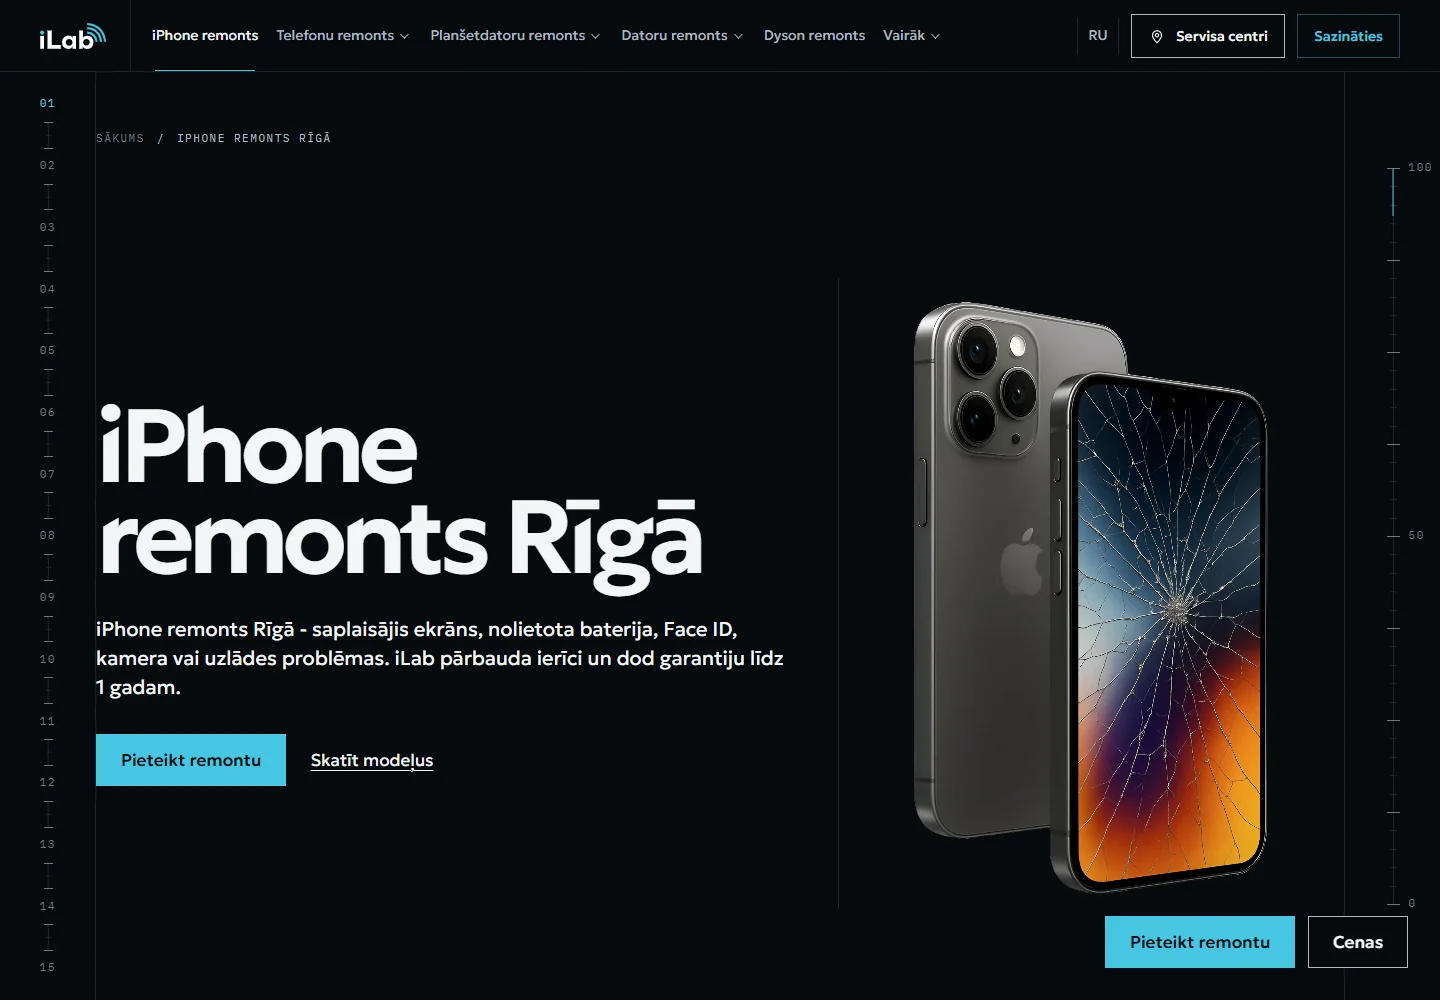 iLab
iPhone remonts
Telefonu remonts
Planšetdatoru remonts
Datoru remonts
Dyson remonts
Vairāk
RU
Servisa centri
Sazināties
01
02
03
04
05
06
07
08
09
10
11
12
13
14
15
SĀKUMS / IPHONE REMONTS RĪGĀ
iPhone
remonts Rīgā
iPhone remonts Rīgā - saplaisājis ekrāns, nolietota baterija, Face ID,
kamera vai uzlādes problēmas. iLab pārbauda ierīci un dod garantiju līdz
1 gadam.
Pieteikt remontu
Skatīt modeļus
100
50
0
Pieteikt remontu
Cenas